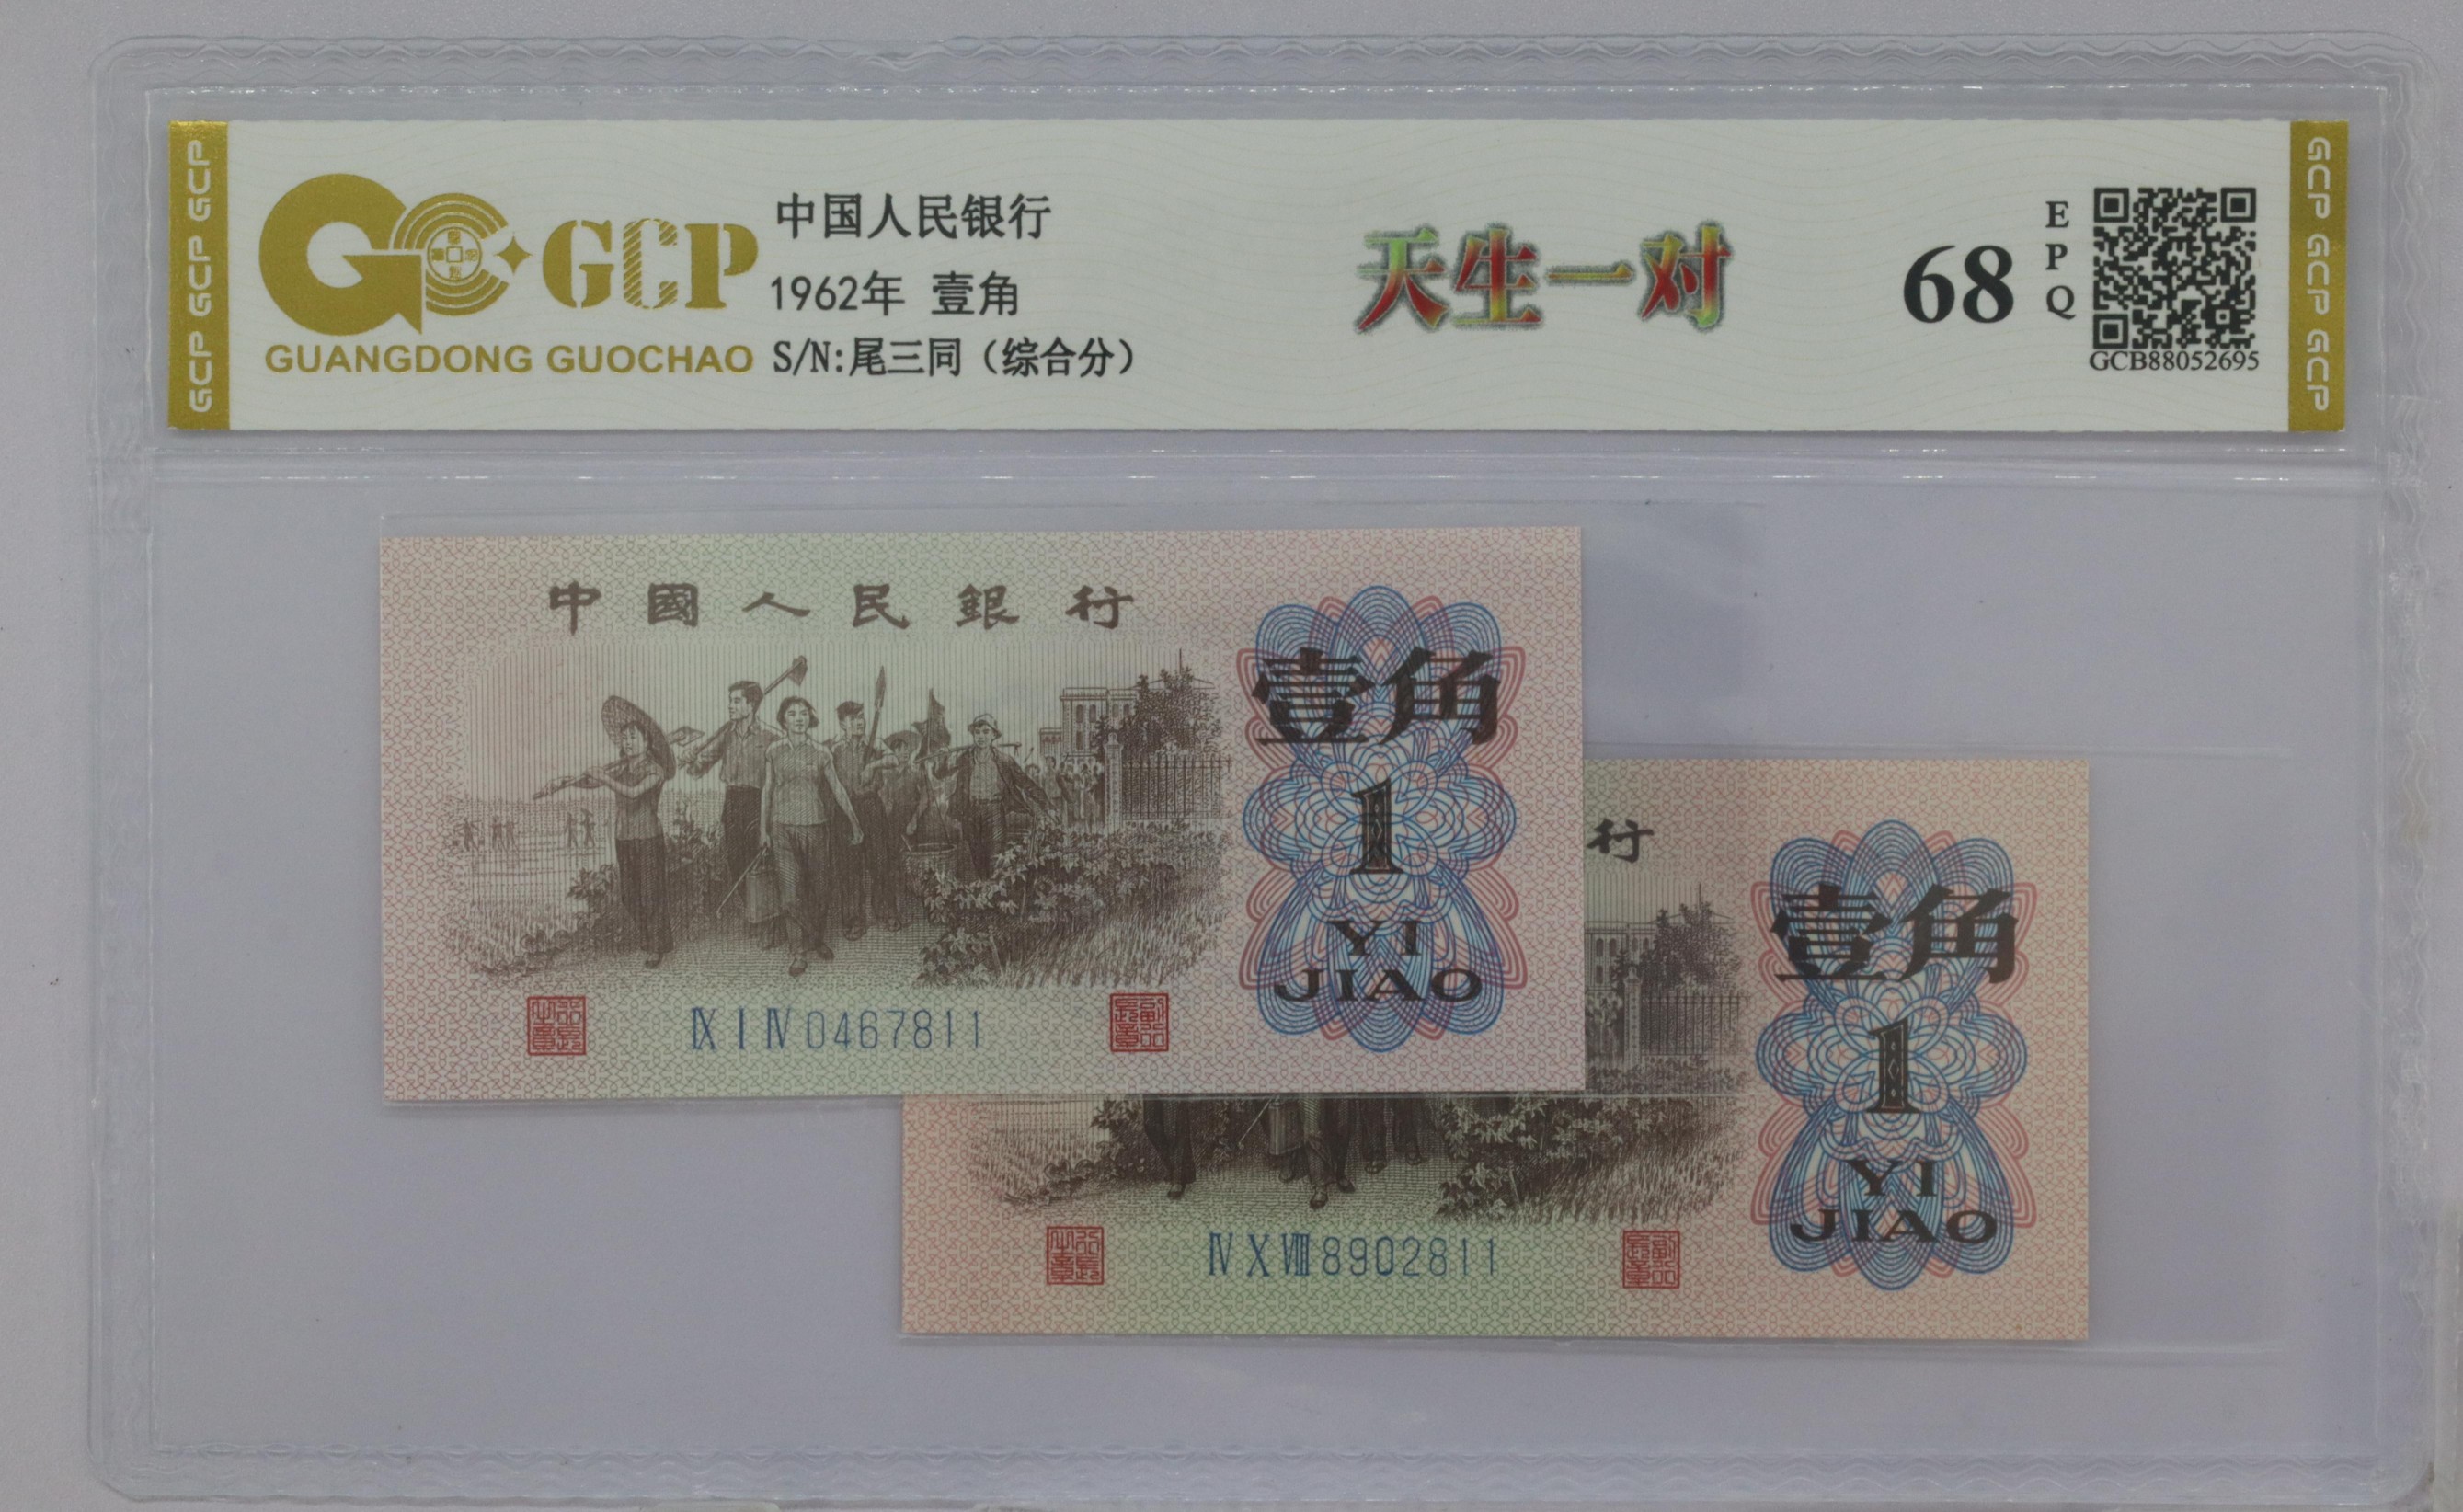 GCP GCP GCP
GCP
GUANGDONG GUOCHAO
中国人民银行
1962年 壹角
S/N:尾三同（综合分）
天生一对
68
EPQ
GCB88052695
GCP GCP GCP
中國人民銀行
壹角
1
YI
JIAO
ⅨⅠⅣ0467811
行
壹角
1
YI
JIAO
ⅣⅩⅧ8902811